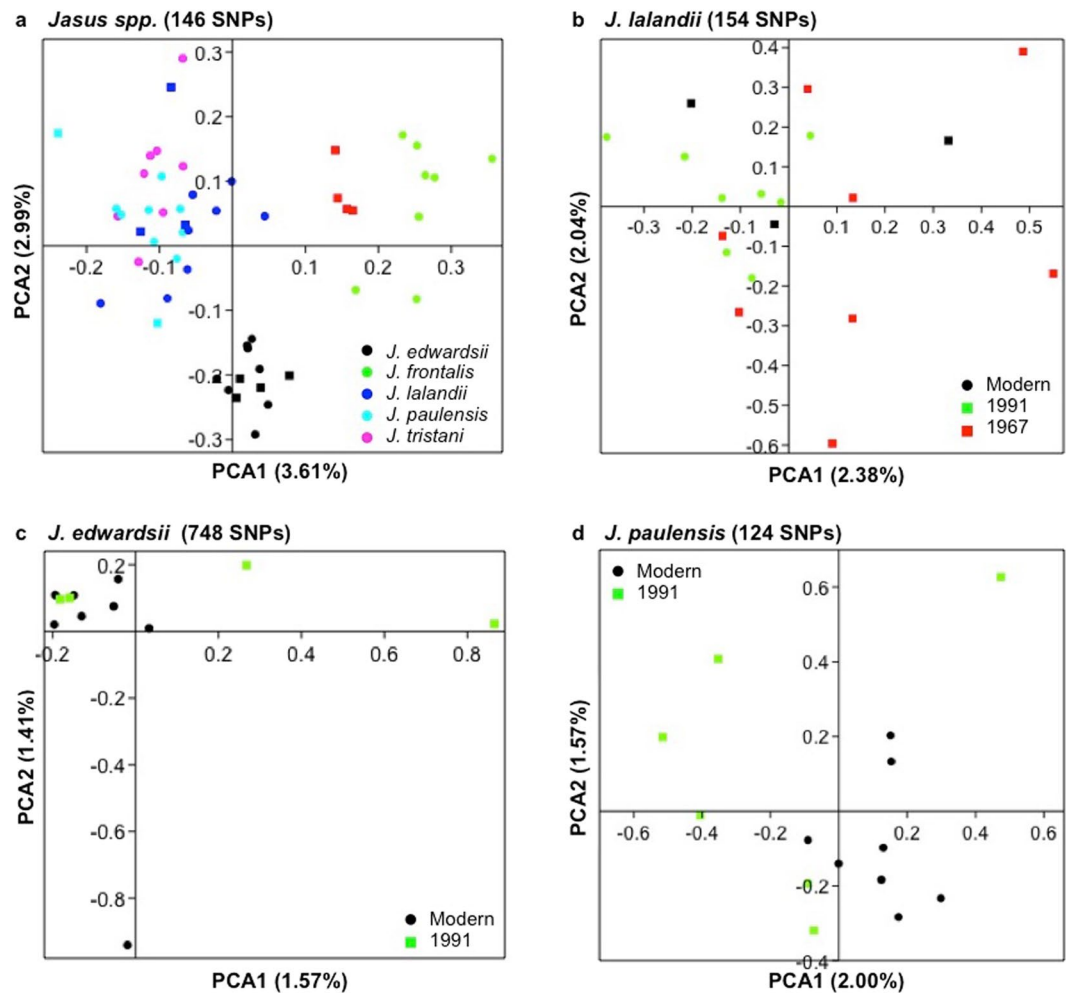 a Jasus spp. (146 SNPs)
0.3
0.2
0.1
-0.2 -0.1 0.1 0.2 0.3
-0.1
-0.2
-0.3
PCA2 (2.99%)
PCA1 (3.61%)
J. edwardsii
J. frontalis
J. lalandii
J. paulensis
J. tristani
b J. lalandii (154 SNPs)
0.4
0.3
0.2
0.1
-0.3 -0.2 -0.1 0.1 0.2 0.3 0.4 0.5
-0.1
-0.2
-0.3
-0.4
-0.5
-0.6
PCA2 (2.04%)
PCA1 (2.38%)
Modern
1991
1967
c J. edwardsii (748 SNPs)
0.2
-0.2 0.2 0.4 0.6 0.8
-0.2
-0.4
-0.6
-0.8
PCA2 (1.41%)
PCA1 (1.57%)
Modern
1991
d J. paulensis (124 SNPs)
Modern
1991
0.6
0.4
0.2
-0.6 -0.4 -0.2 0.2 0.4 0.6
-0.2
-0.4
PCA2 (1.57%)
PCA1 (2.00%)